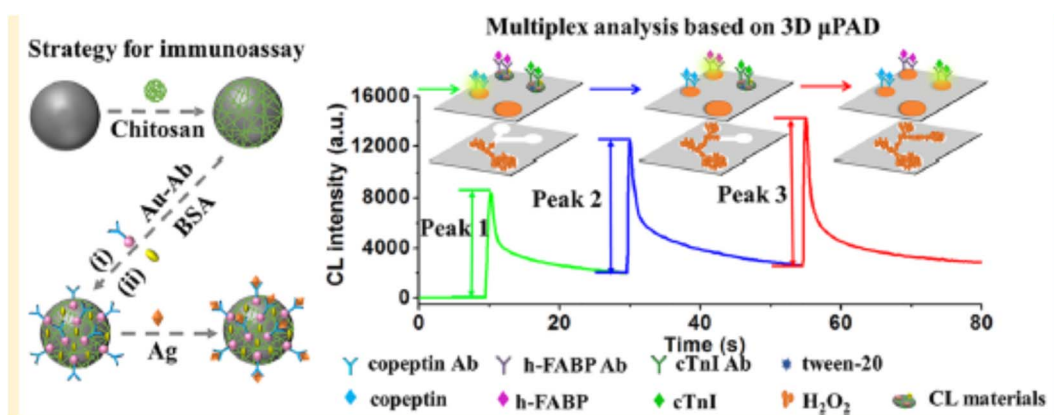 Multiplex analysis based on 3D μPAD
Strategy for immunoassay
Chitosan
Au-Ab
BSA
(i)
(ii)
Ag
CL intensity (a.u.)
16000
12000
8000
4000
0
Peak 1
Peak 2
Peak 3
0 20 40 60 80
Time (s)
copeptin Ab h-FABP Ab cTnI Ab tween-20
copeptin h-FABP cTnI H₂O₂ CL materials